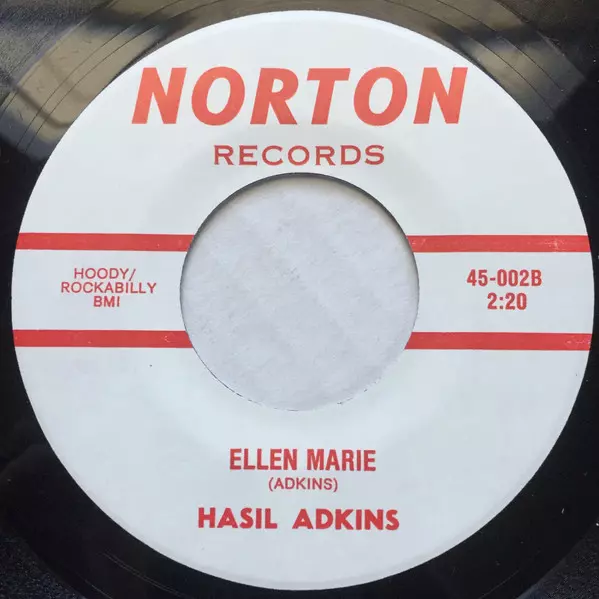 NORTON
RECORDS
HOODY/
ROCKABILLY
BMI
45-002B
2:20
ELLEN MARIE
(ADKINS)
HASIL ADKINS